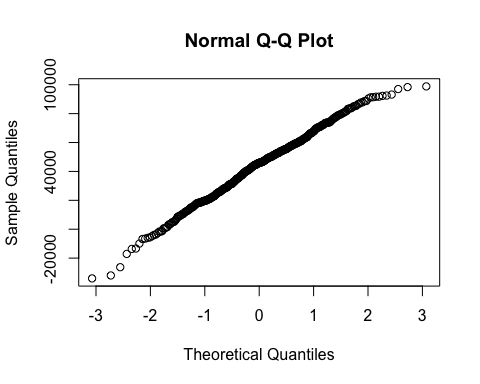 Normal Q-Q Plot
100000
40000
-20000
Sample Quantiles
-3 -2 -1 0 1 2 3
Theoretical Quantiles